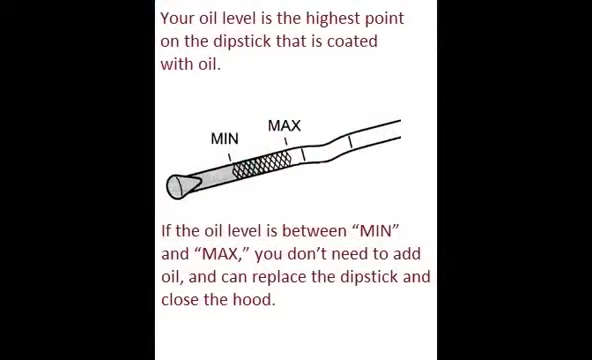 Your oil level is the highest point
on the dipstick that is coated
with oil.
MAX
MIN
If the oil level is between “MIN”
and “MAX,” you don’t need to add
oil, and can replace the dipstick and
close the hood.